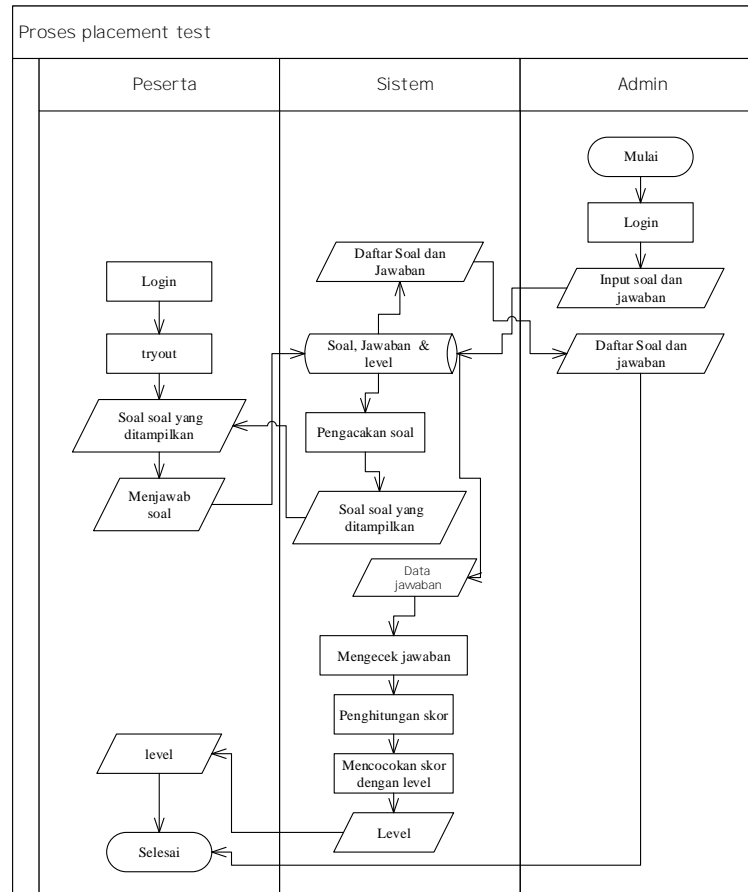 Proses placement test
Peserta
Sistem
Admin
Mulai
Login
Input soal dan
jawaban
Daftar Soal dan
Jawaban
Login
tryout
Soal, Jawaban &
level
Daftar Soal dan
jawaban
Soal soal yang
ditampilkan
Pengacakan soal
Menjawab
soal
Soal soal yang
ditampilkan
Data
jawaban
Mengecek jawaban
Penghitungan skor
Mencocokan skor
dengan level
level
Level
Selesai